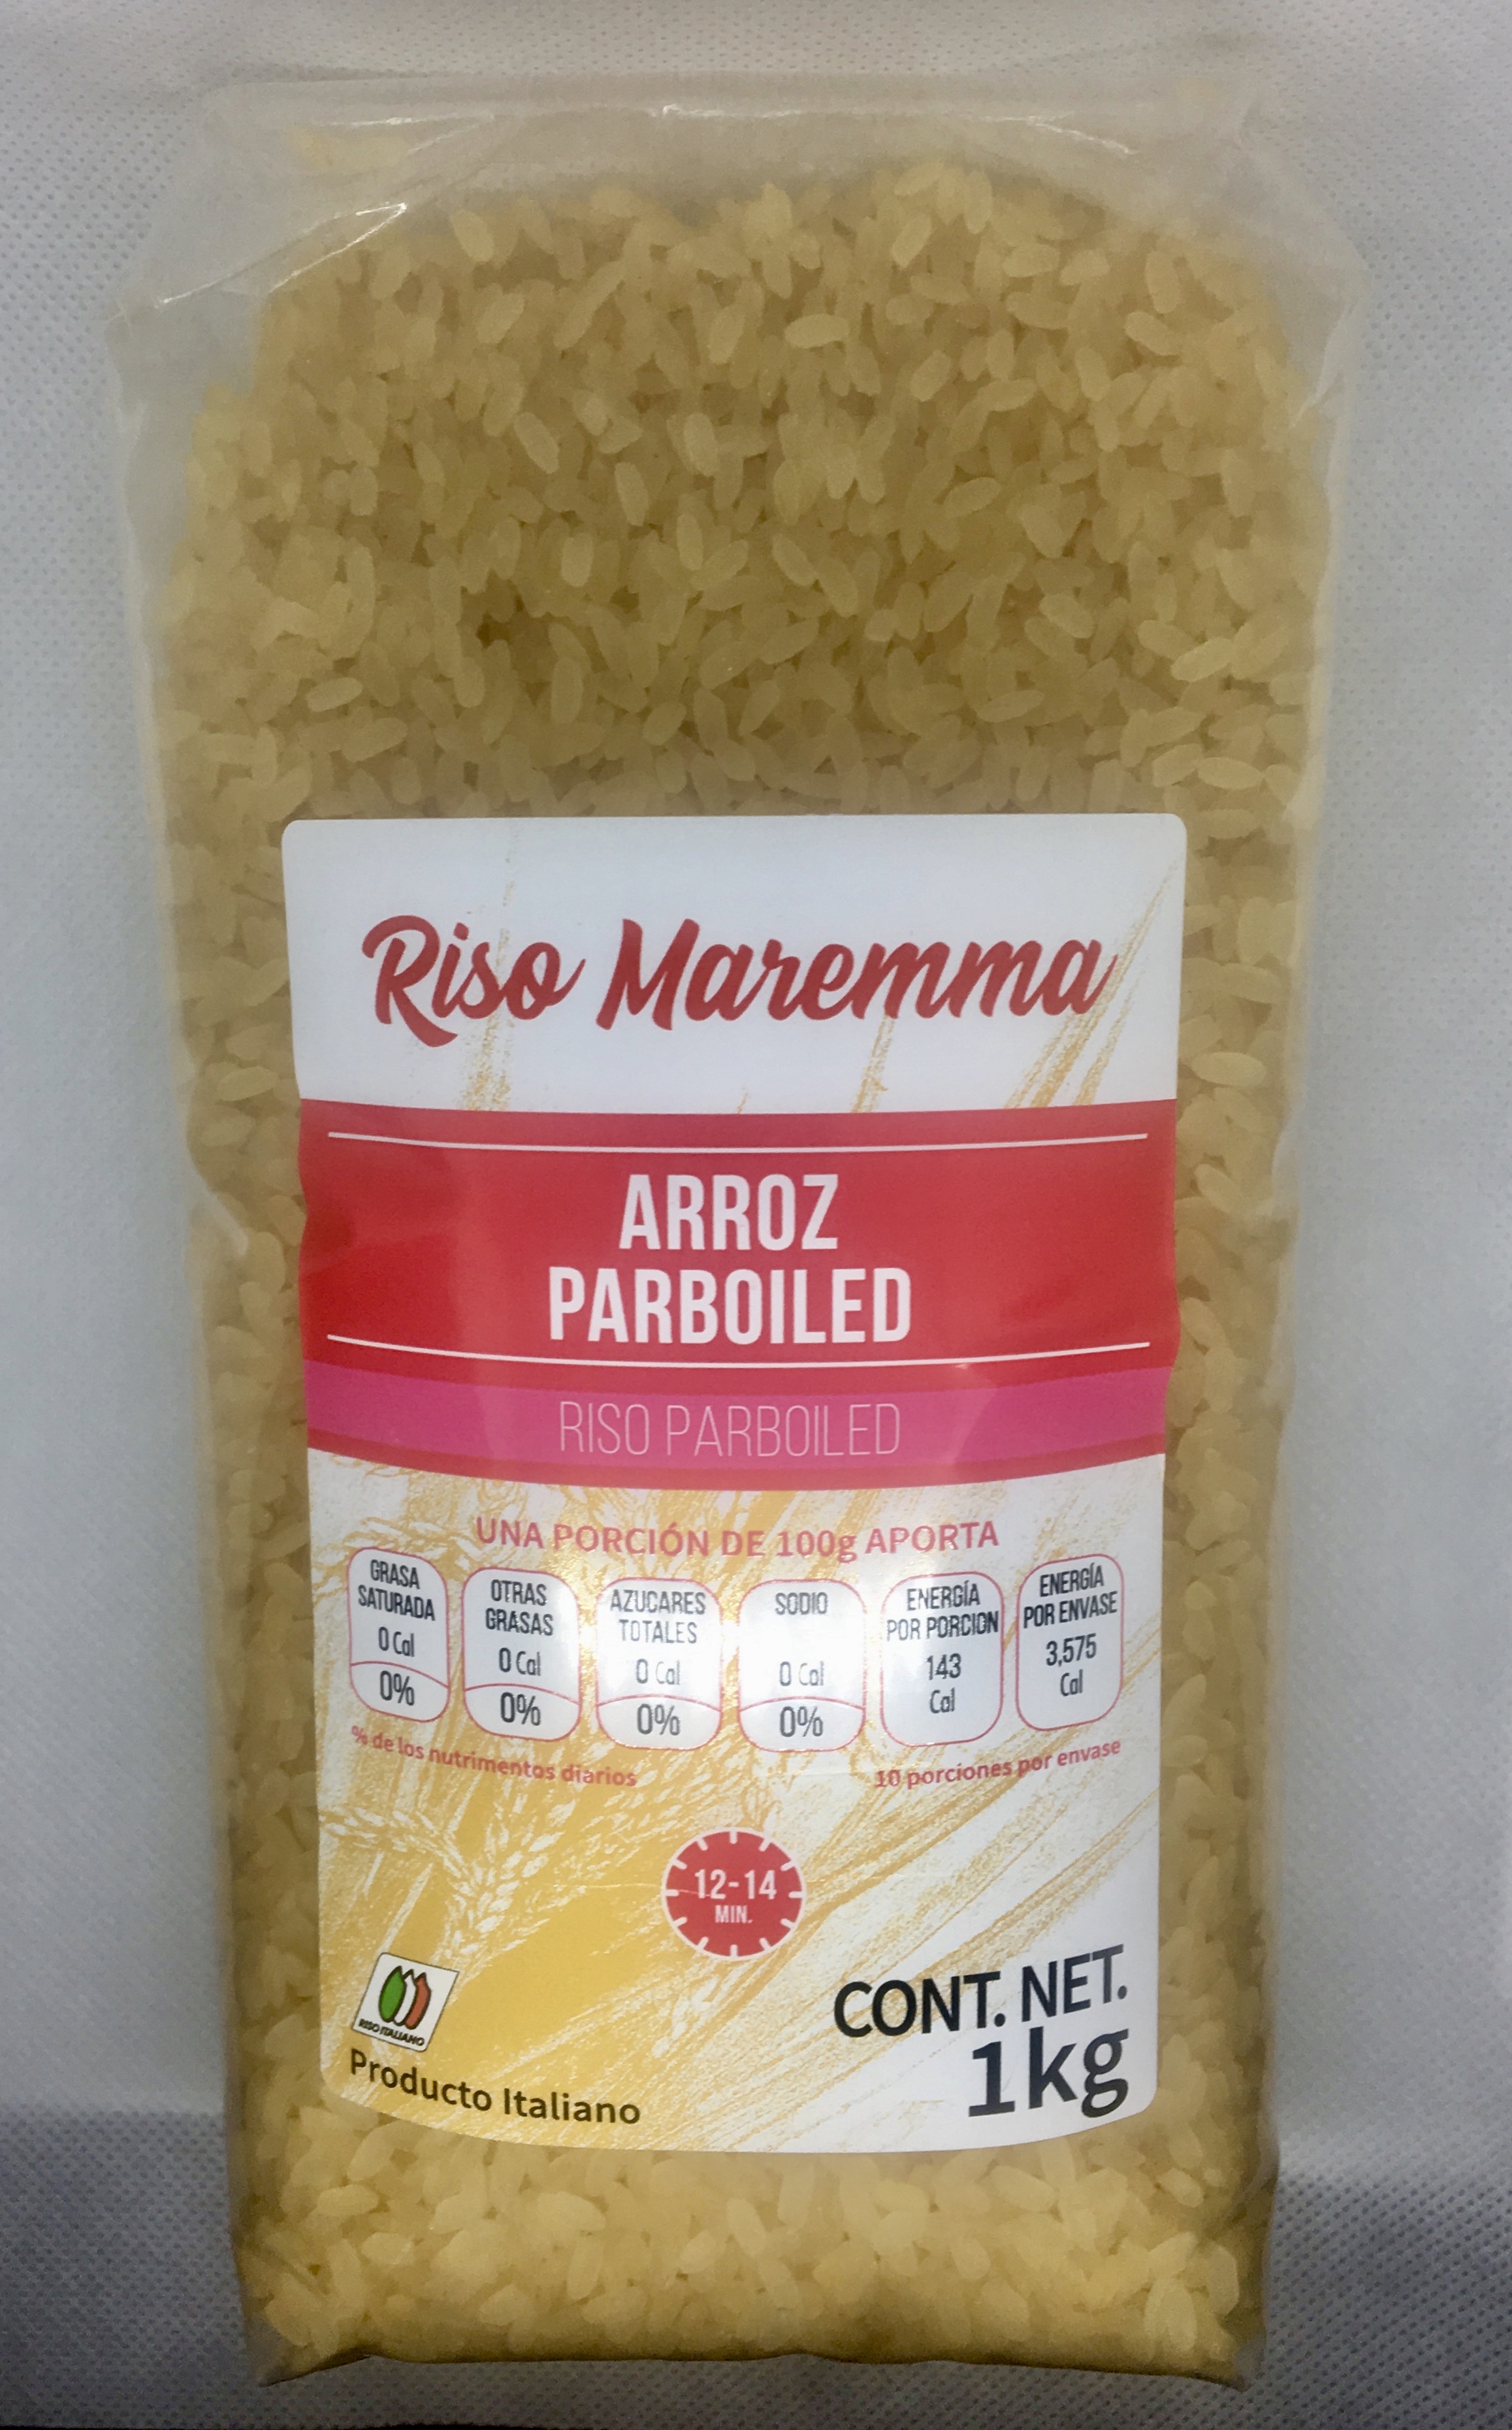 Riso Maremma
ARROZ
PARBOILED
RISO PARBOILED
UNA PORCIÓN DE 100g APORTA
GRASA
SATURADA
0 Cal
0%
OTRAS
GRASAS
0 Cal
0%
AZUCARES
TOTALES
0 Cal
0%
SODIO
0 Cal
0%
ENERGÍA
POR PORCION
143
Cal
ENERGÍA
POR ENVASE
3,575
Cal
% de los nutrimentos diarios
10 porciones por envase
12-14
MIN.
RISO ITALIANO
Producto Italiano
CONT. NET.
1kg